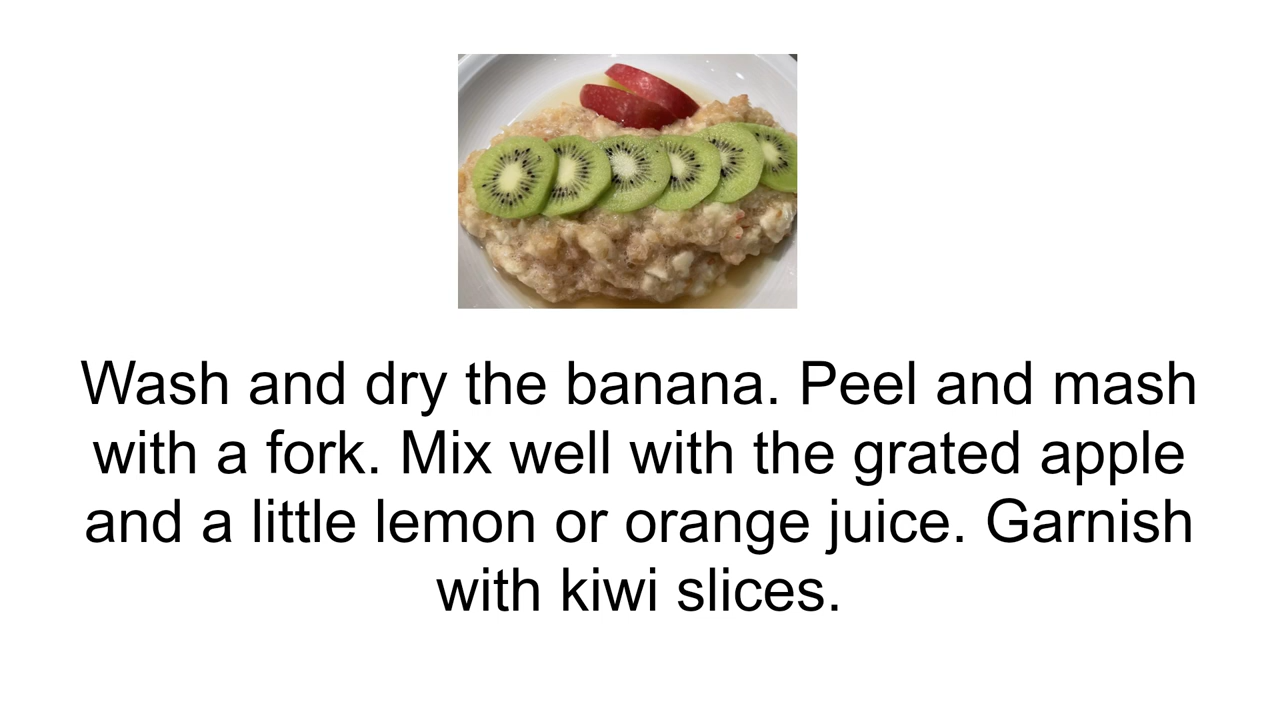 Wash and dry the banana. Peel and mash
with a fork. Mix well with the grated apple
and a little lemon or orange juice. Garnish
with kiwi slices.